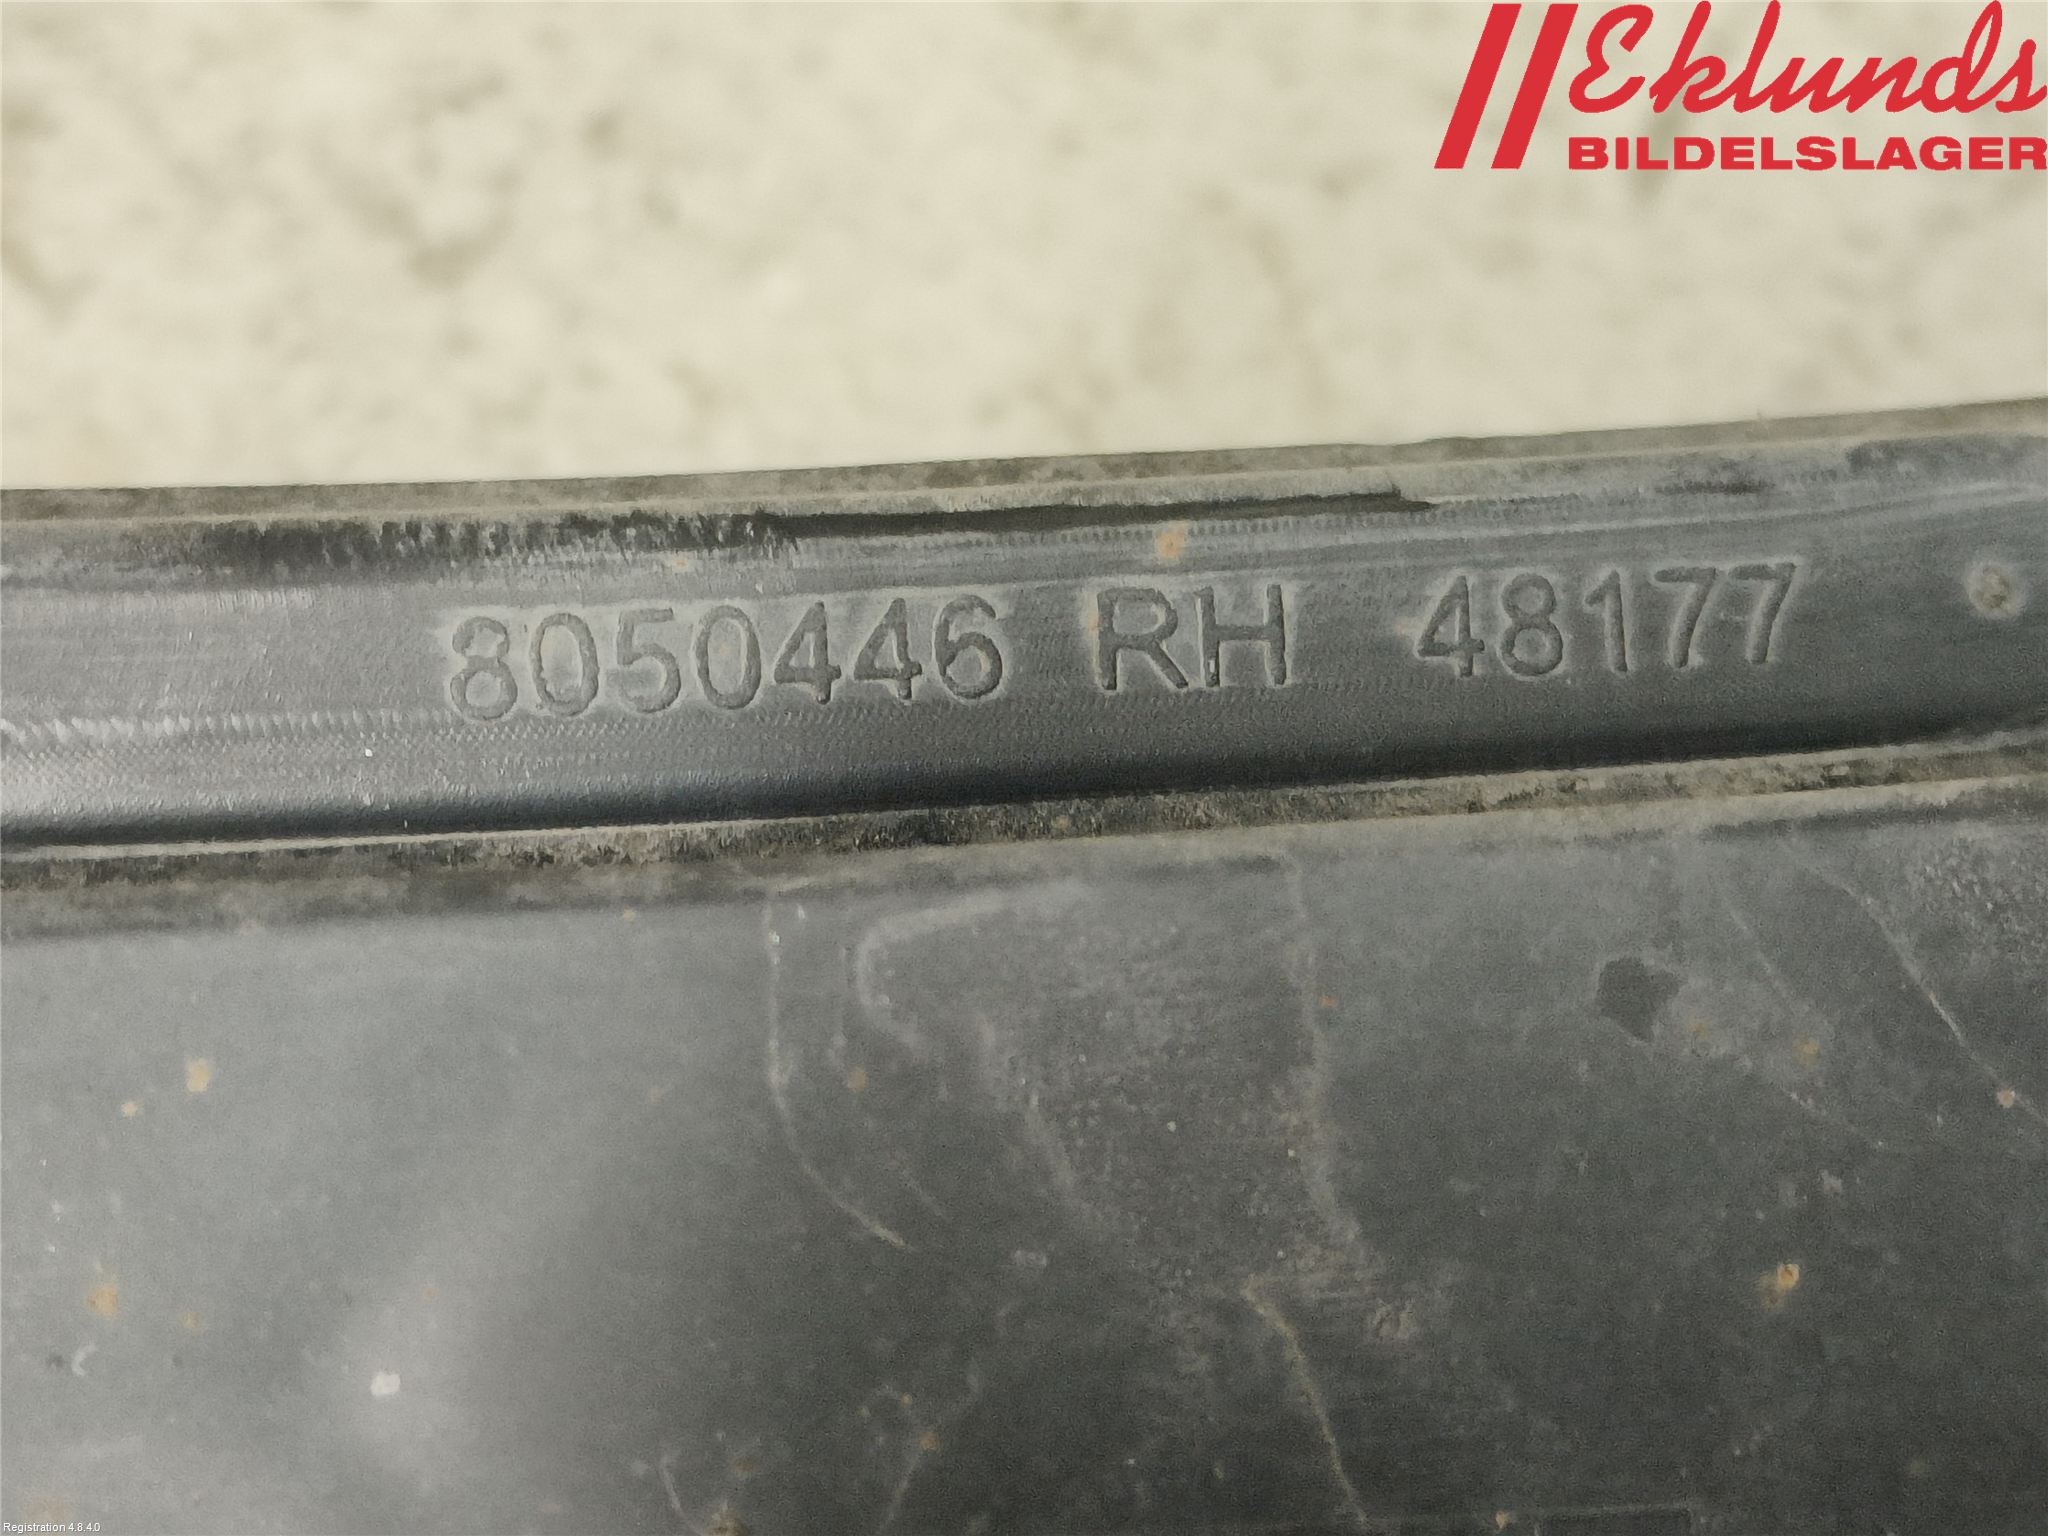 Eklunds
BILDELSLAGER
8050446 RH 48177
Registration 4.8.4.0